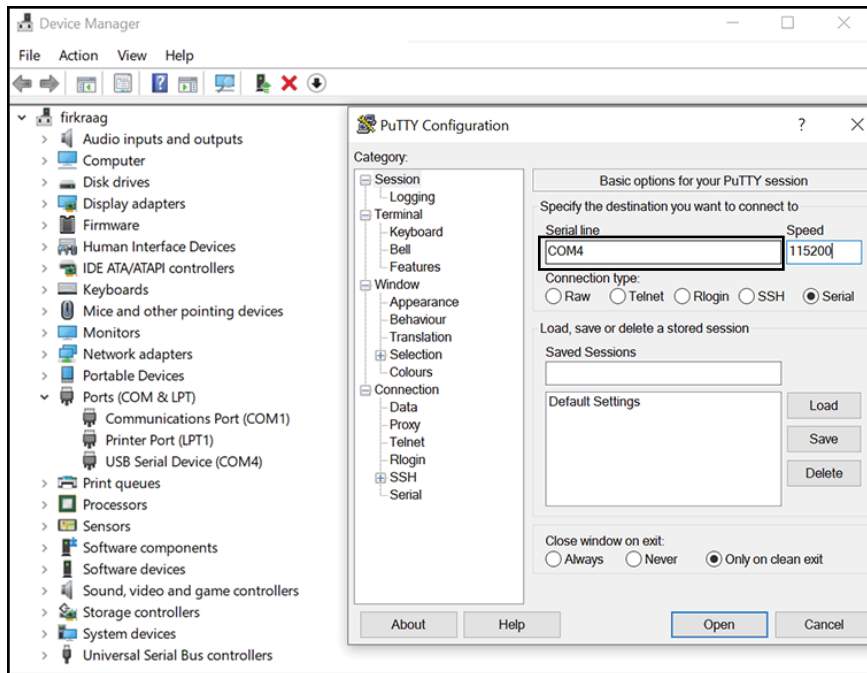 Device Manager
File Action View Help
firkraag
Audio inputs and outputs
Computer
Disk drives
Display adapters
Firmware
Human Interface Devices
IDE ATA/ATAPI controllers
Keyboards
Mice and other pointing devices
Monitors
Network adapters
Portable Devices
Ports (COM & LPT)
Communications Port (COM1)
Printer Port (LPT1)
USB Serial Device (COM4)
Print queues
Processors
Sensors
Software components
Software devices
Sound, video and game controllers
Storage controllers
System devices
Universal Serial Bus controllers
PuTTY Configuration
Category:
Session
Logging
Terminal
Keyboard
Bell
Features
Window
Appearance
Behaviour
Translation
Selection
Colours
Connection
Data
Proxy
Telnet
Rlogin
SSH
Serial
Basic options for your PuTTY session
Specify the destination you want to connect to
Serial line Speed
COM4 115200
Connection type:
Raw Telnet Rlogin SSH Serial
Load, save or delete a stored session
Saved Sessions
Default Settings
Load
Save
Delete
Close window on exit:
Always Never Only on clean exit
About Help Open Cancel